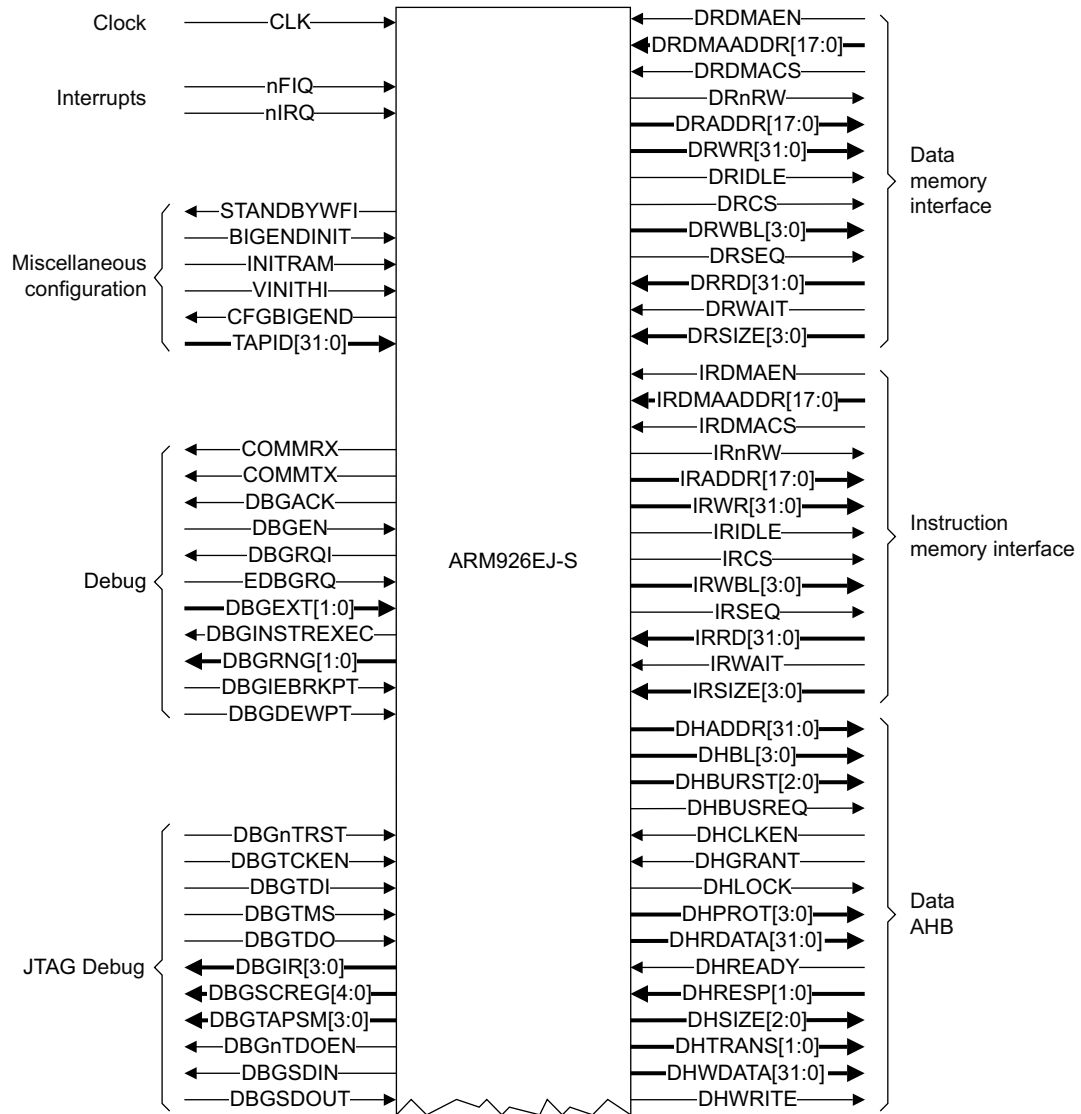 Clock
CLK
Interrupts
nFIQ
nIRQ
Miscellaneous
configuration
STANDBYWFI
BIGENDINIT
INITRAM
VINITHI
CFGBIGEND
TAPID[31:0]
Debug
COMMRX
COMMTX
DBGACK
DBGEN
DBGRQI
EDBGRQ
DBGEXT[1:0]
DBGINSTREXEC
DBGRNG[1:0]
DBGIEBRKPT
DBGDEWPT
JTAG Debug
DBGnTRST
DBGTCKEN
DBGTDI
DBGTMS
DBGTDO
DBGIR[3:0]
DBGSCREG[4:0]
DBGTAPSM[3:0]
DBGnTDOEN
DBGSDIN
DBGSDOUT
ARM926EJ-S
DRDMAEN
DRDMAADDR[17:0]
DRDMACS
DRnRW
DRADDR[17:0]
DRWR[31:0]
DRIDLE
DRCS
DRWBL[3:0]
DRSEQ
DRRD[31:0]
DRWAIT
DRSIZE[3:0]
Data
memory
interface
IRDMAEN
IRDMAADDR[17:0]
IRDMACS
IRnRW
IRADDR[17:0]
IRWR[31:0]
IRIDLE
IRCS
IRWBL[3:0]
IRSEQ
IRRD[31:0]
IRWAIT
IRSIZE[3:0]
Instruction
memory interface
DHADDR[31:0]
DHBL[3:0]
DHBURST[2:0]
DHBUSREQ
DHCLKEN
DHGRANT
DHLOCK
DHPROT[3:0]
DHRDATA[31:0]
DHREADY
DHRESP[1:0]
DHSIZE[2:0]
DHTRANS[1:0]
DHWDATA[31:0]
DHWRITE
Data
AHB